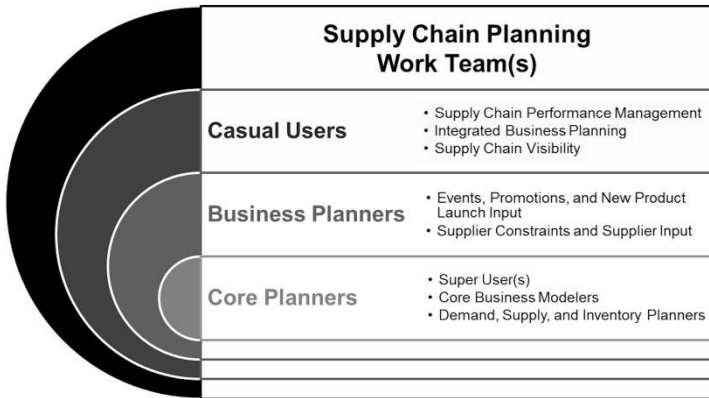 Supply Chain Planning
Work Team(s)
Casual Users
• Supply Chain Performance Management
• Integrated Business Planning
• Supply Chain Visibility
Business Planners
• Events, Promotions, and New Product
Launch Input
• Supplier Constraints and Supplier Input
Core Planners
• Super User(s)
• Core Business Modelers
• Demand, Supply, and Inventory Planners